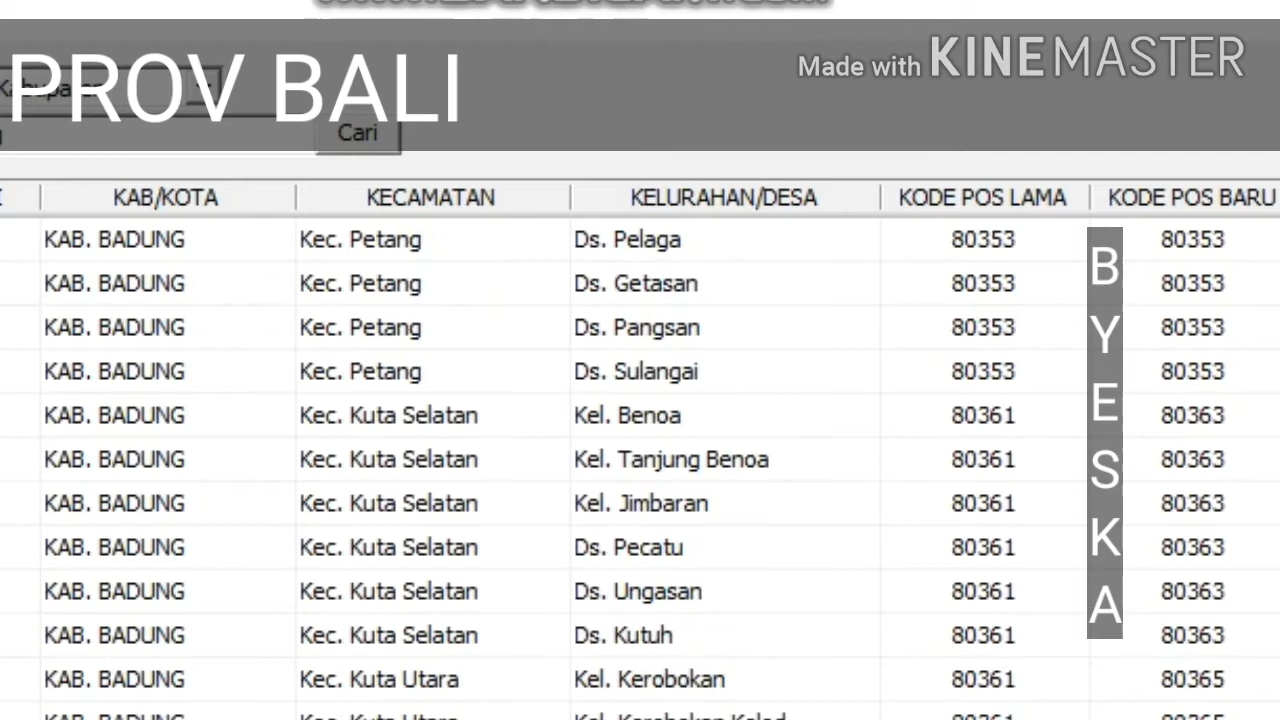 Made with KINEMASTER
PROV BALI
Cari
KAB/KOTA KECAMATAN KELURAHAN/DESA KODE POS LAMA KODE POS BARU
KAB. BADUNG Kec. Petang Ds. Pelaga 80353 80353
KAB. BADUNG Kec. Petang Ds. Getasan 80353 80353
KAB. BADUNG Kec. Petang Ds. Pangsan 80353 80353
KAB. BADUNG Kec. Petang Ds. Sulangai 80353 80353
KAB. BADUNG Kec. Kuta Selatan Kel. Benoa 80361 80363
KAB. BADUNG Kec. Kuta Selatan Kel. Tanjung Benoa 80361 80363
KAB. BADUNG Kec. Kuta Selatan Kel. Jimbaran 80361 80363
KAB. BADUNG Kec. Kuta Selatan Ds. Pecatu 80361 80363
KAB. BADUNG Kec. Kuta Selatan Ds. Ungasan 80361 80363
KAB. BADUNG Kec. Kuta Selatan Ds. Kutuh 80361 80363
KAB. BADUNG Kec. Kuta Utara Kel. Kerobokan 80361 80365
BYESKA